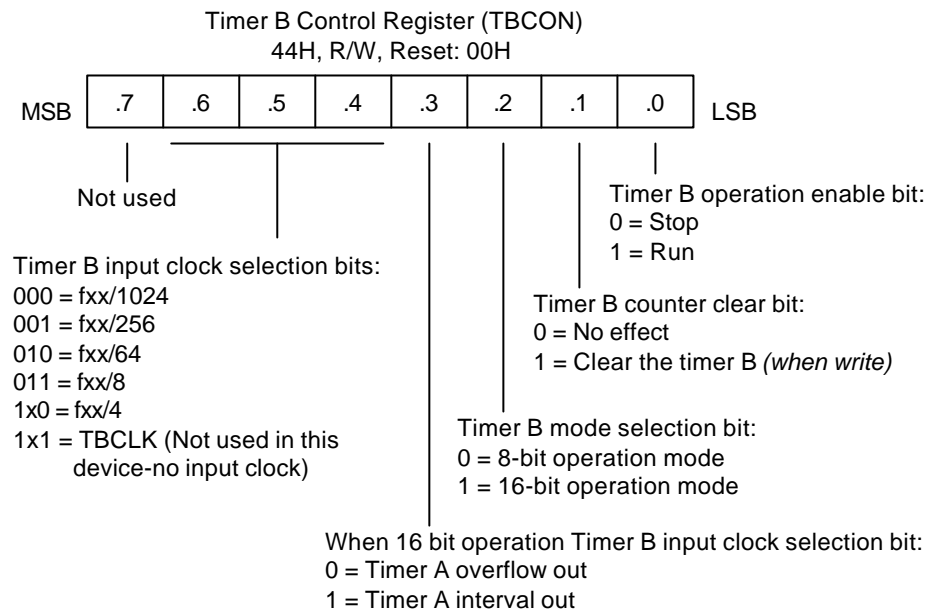 Timer B Control Register (TBCON)
44H, R/W, Reset: 00H
MSB .7 .6 .5 .4 .3 .2 .1 .0 LSB
Not used
Timer B operation enable bit:
0 = Stop
1 = Run
Timer B input clock selection bits:
000 = fxx/1024
001 = fxx/256
010 = fxx/64
011 = fxx/8
1x0 = fxx/4
1x1 = TBCLK (Not used in this
device-no input clock)
Timer B counter clear bit:
0 = No effect
1 = Clear the timer B (when write)
Timer B mode selection bit:
0 = 8-bit operation mode
1 = 16-bit operation mode
When 16 bit operation Timer B input clock selection bit:
0 = Timer A overflow out
1 = Timer A interval out